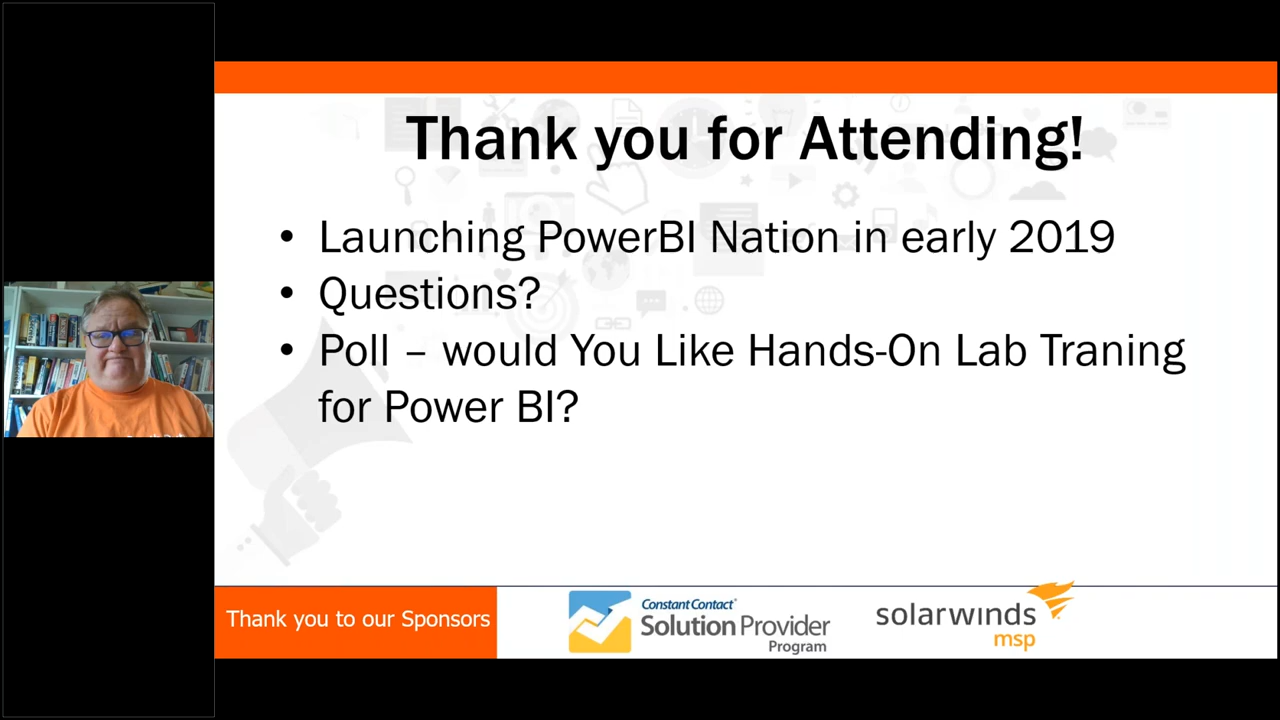 Thank you for Attending!
• Launching PowerBI Nation in early 2019
• Questions?
• Poll – would You Like Hands-On Lab Traning
for Power BI?
Thank you to our Sponsors
Constant Contact®
Solution Provider
Program
solarwinds
msp